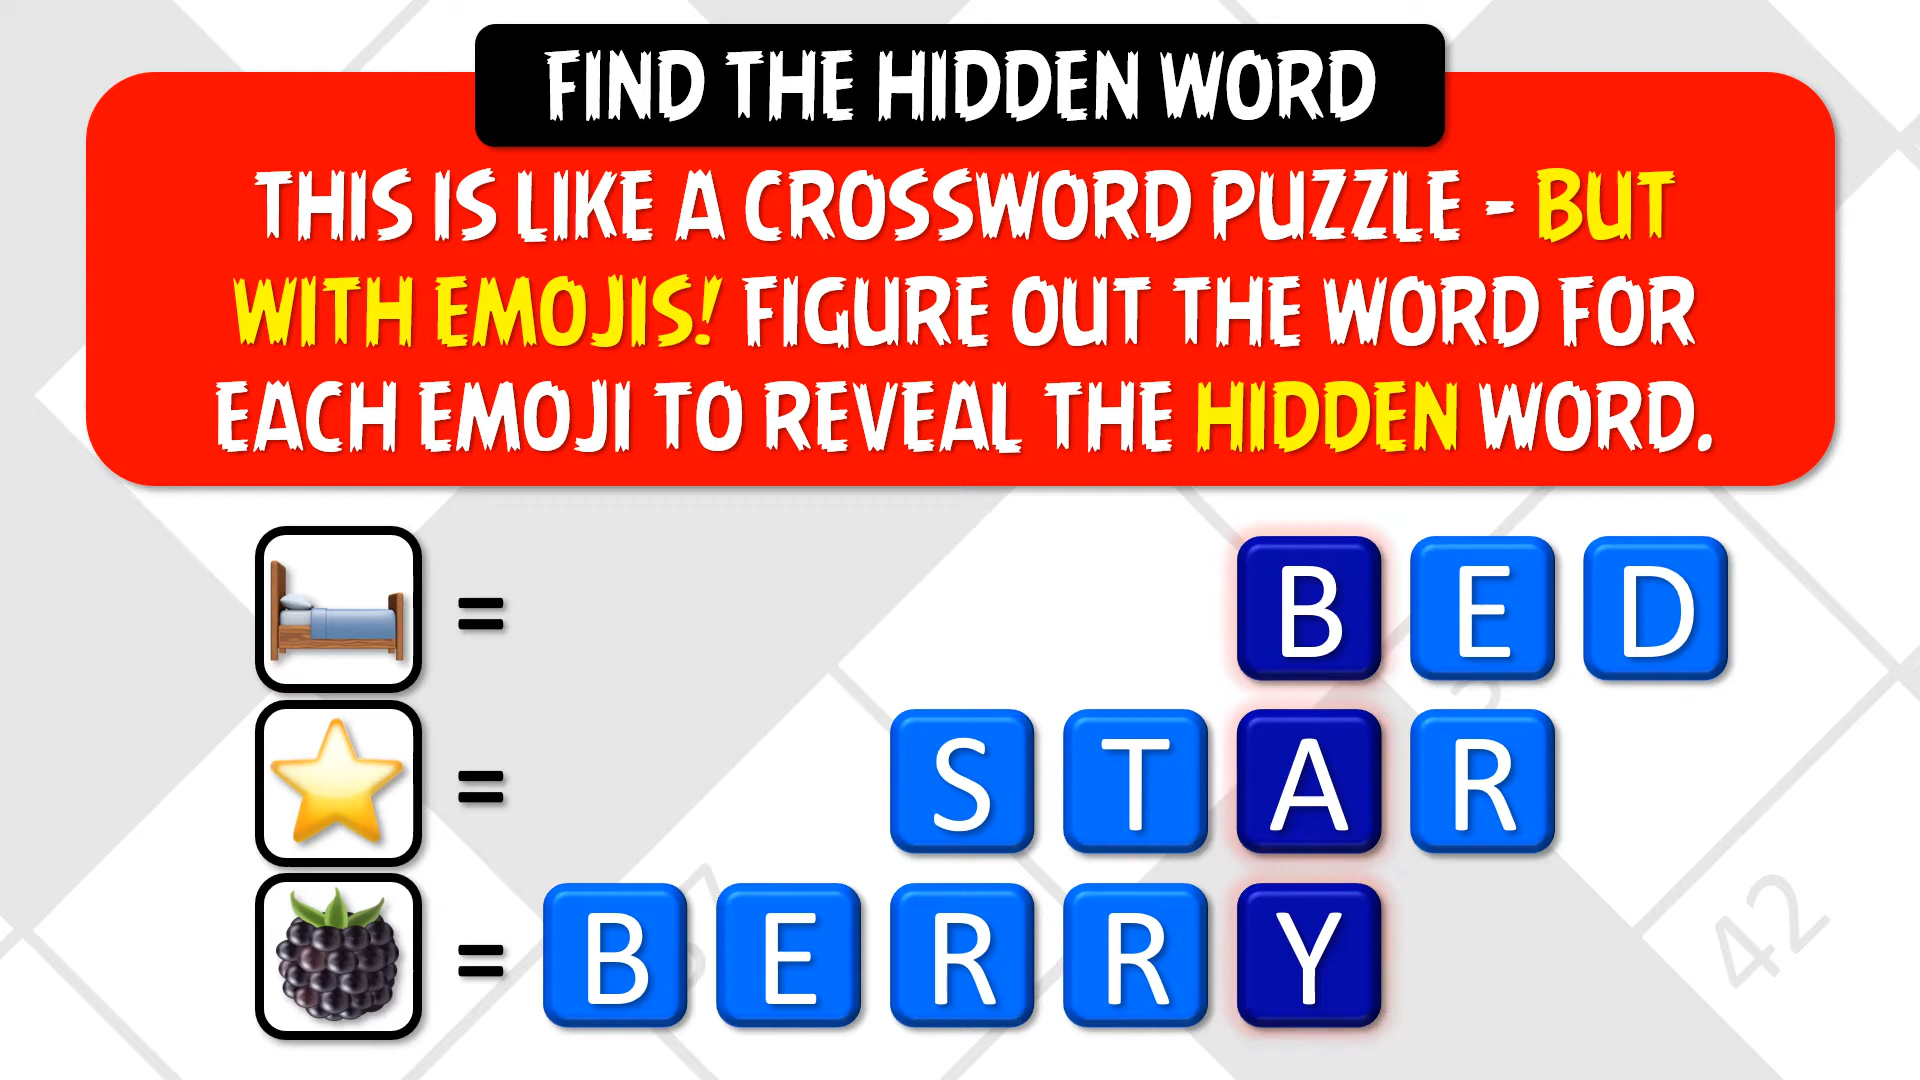 FIND THE HIDDEN WORD
THIS IS LIKE A CROSSWORD PUZZLE - BUT
WITH EMOJIS! FIGURE OUT THE WORD FOR
EACH EMOJI TO REVEAL THE HIDDEN WORD.
= BED
= STAR
= BERRY
42